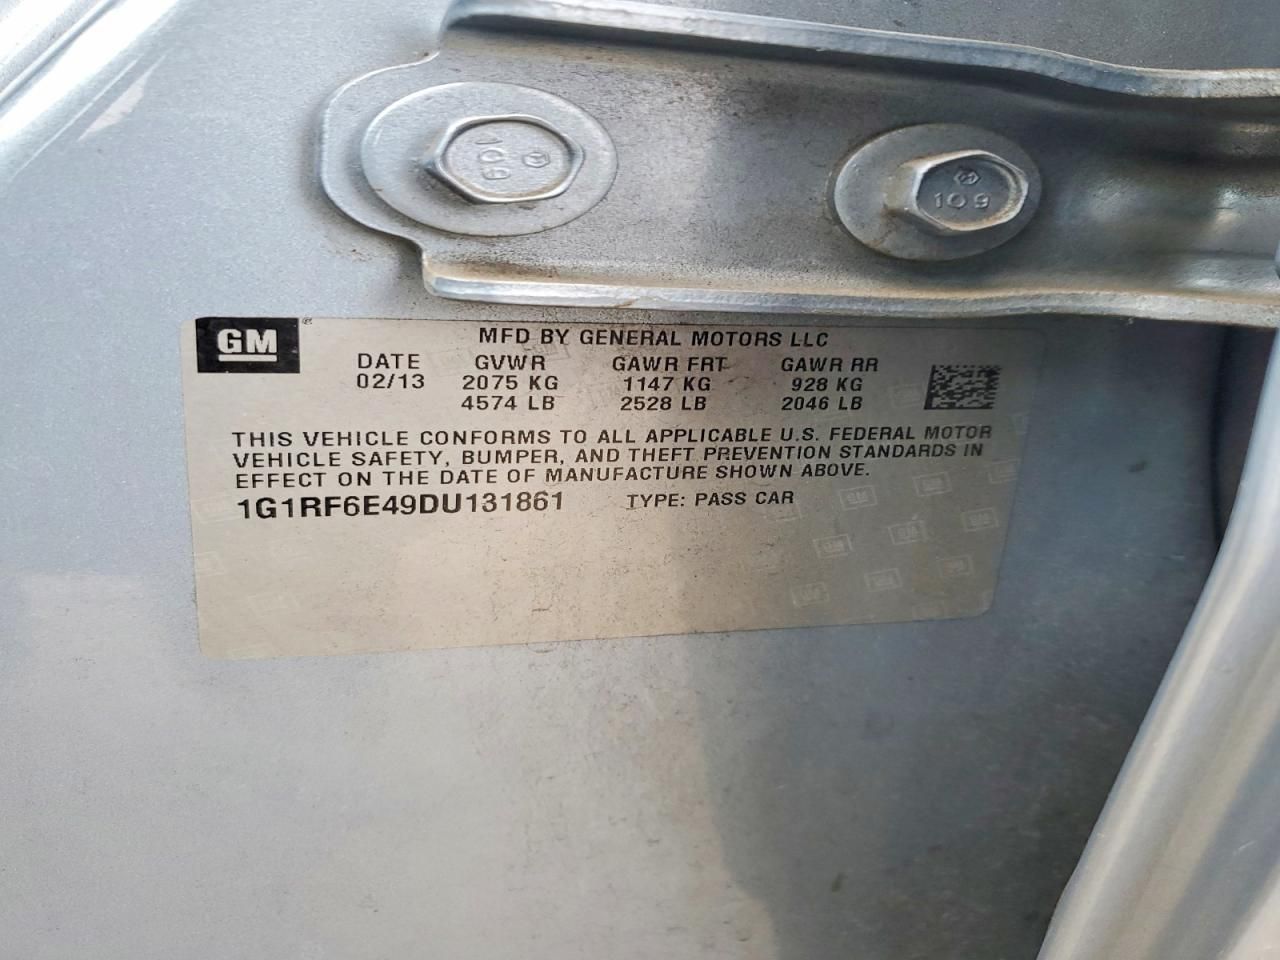 109
109
GM
MFD BY GENERAL MOTORS LLC
DATE GVWR GAWR FRT GAWR RR
02/13 2075 KG 1147 KG 928 KG
4574 LB 2528 LB 2046 LB
THIS VEHICLE CONFORMS TO ALL APPLICABLE U.S. FEDERAL MOTOR
VEHICLE SAFETY, BUMPER, AND THEFT PREVENTION STANDARDS IN
EFFECT ON THE DATE OF MANUFACTURE SHOWN ABOVE.
1G1RF6E49DU131861 TYPE: PASS CAR